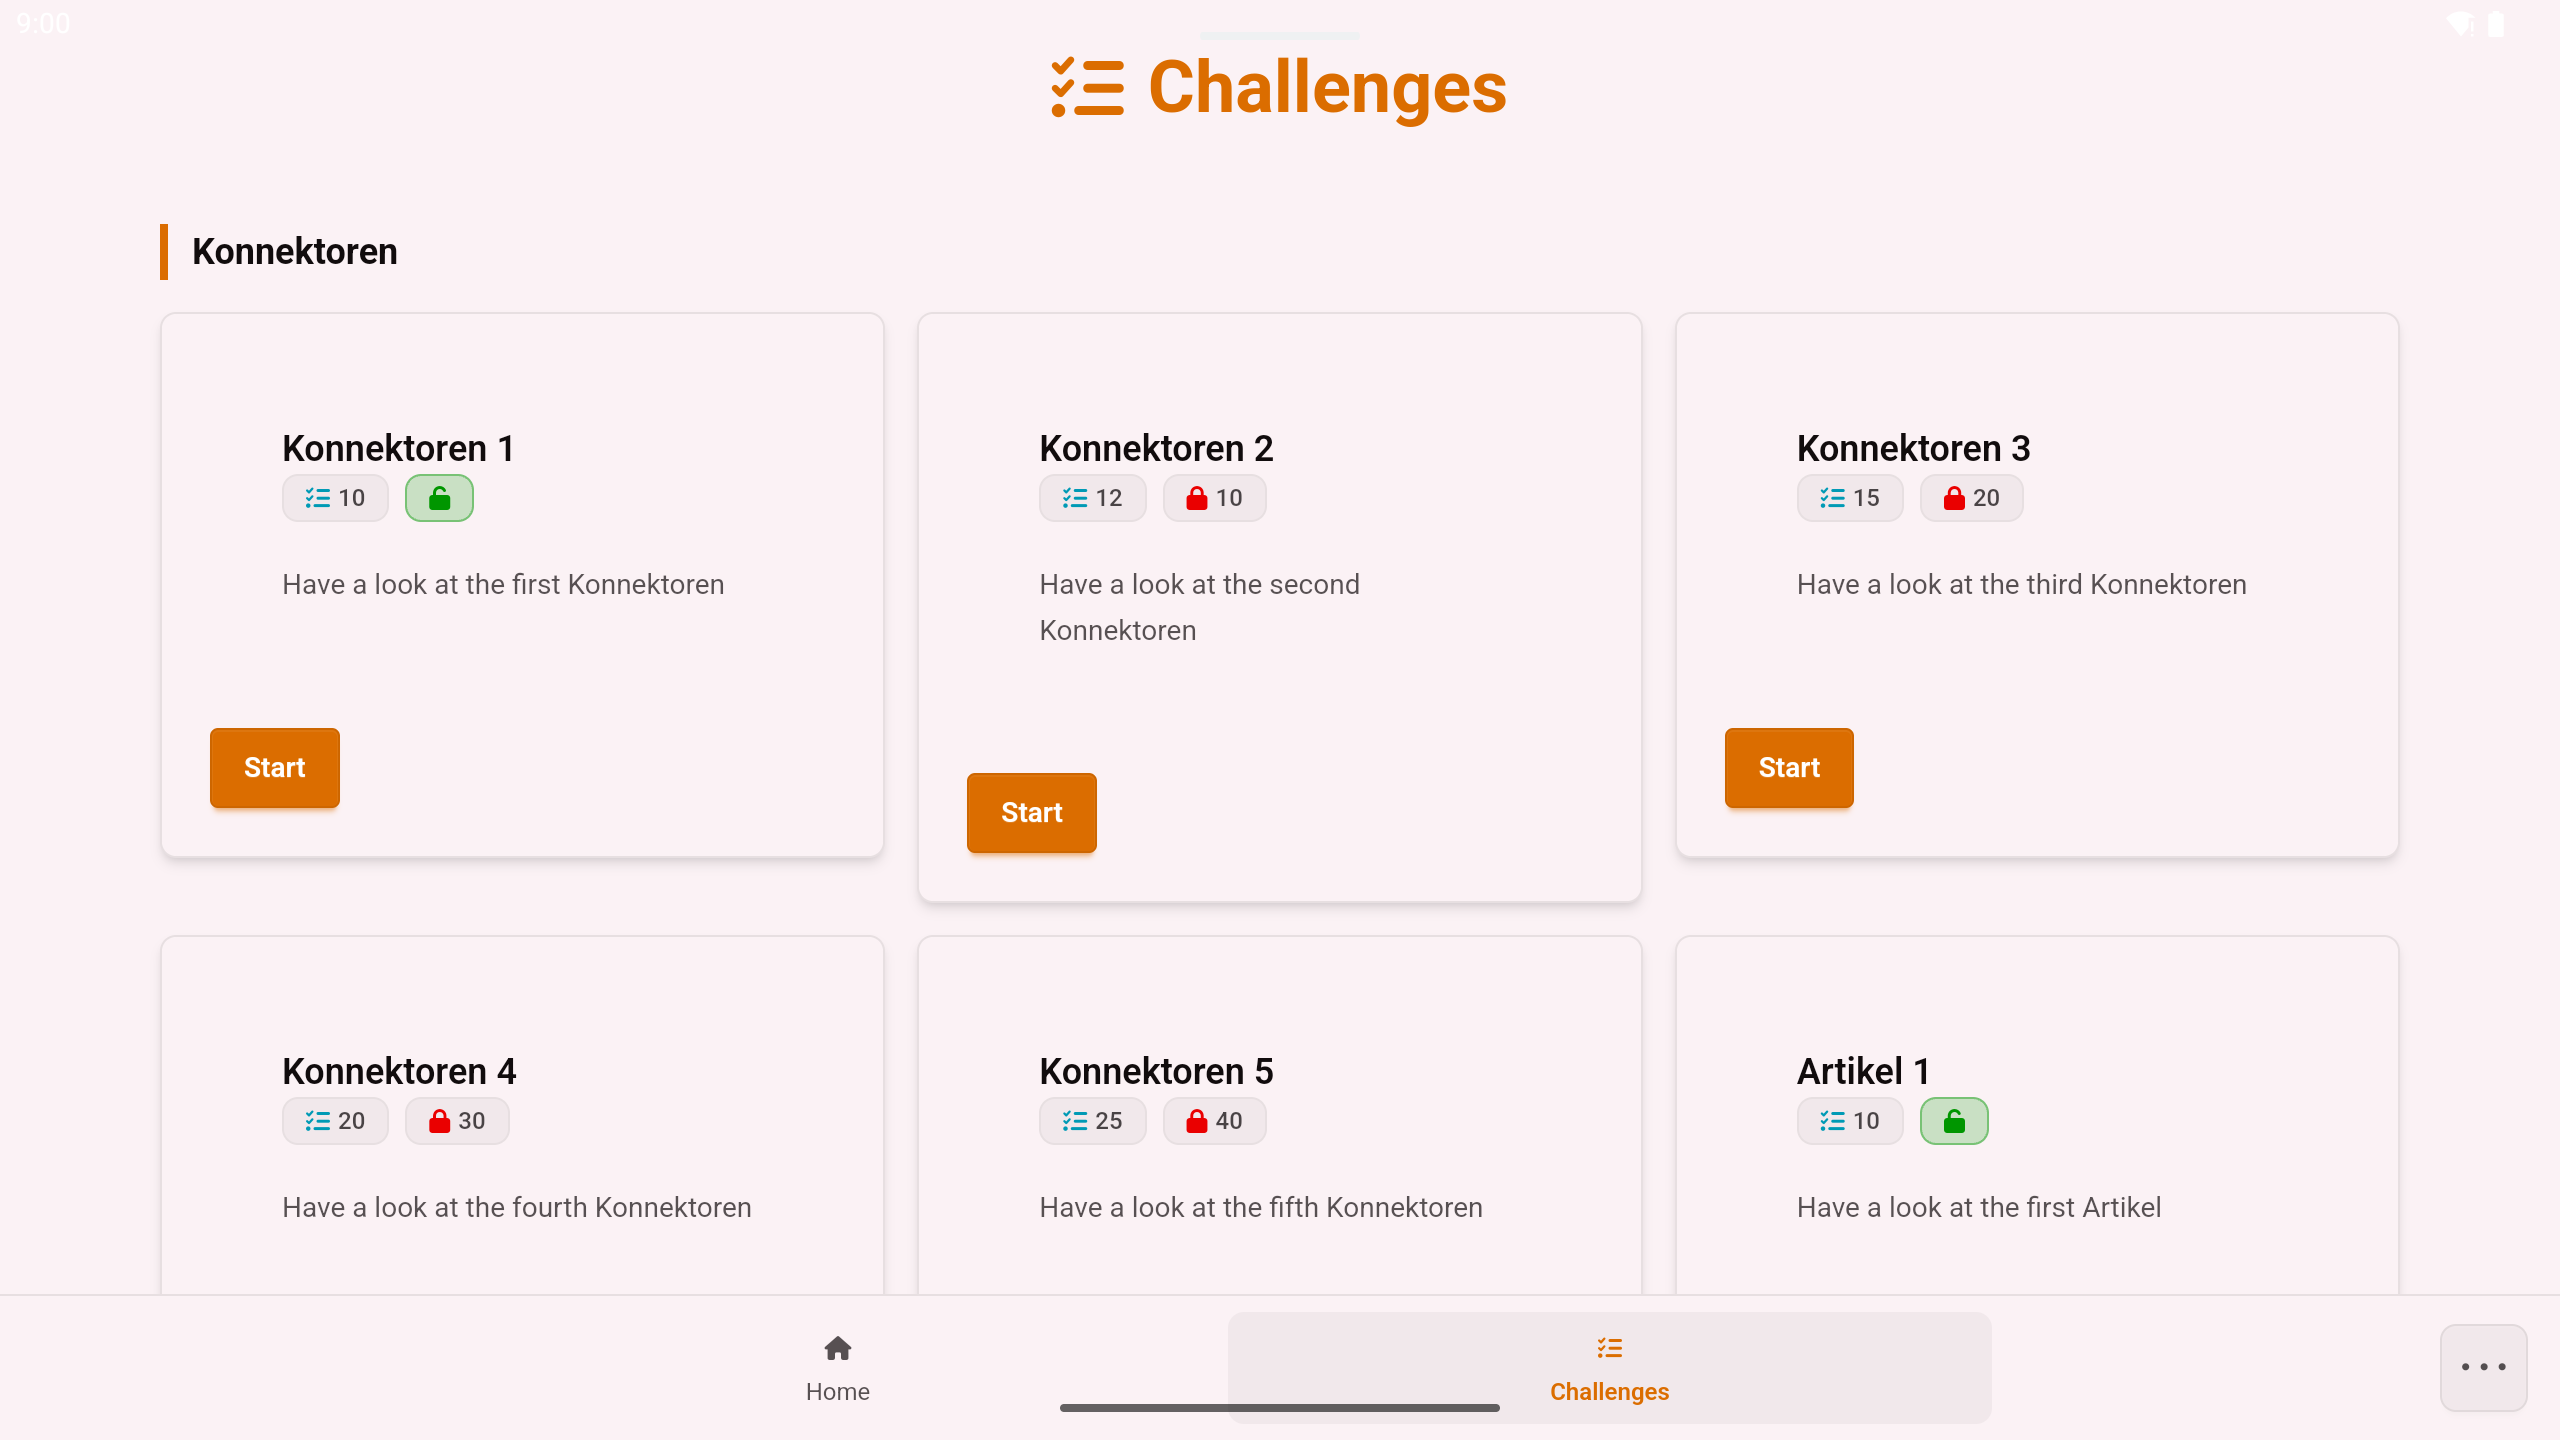 9:00
Challenges
Konnektoren
Konnektoren 1
10
Have a look at the first Konnektoren
Start
Konnektoren 2
12 10
Have a look at the second
Konnektoren
Start
Konnektoren 3
15 20
Have a look at the third Konnektoren
Start
Konnektoren 4
20 30
Have a look at the fourth Konnektoren
Konnektoren 5
25 40
Have a look at the fifth Konnektoren
Artikel 1
10
Have a look at the first Artikel
Home
Challenges